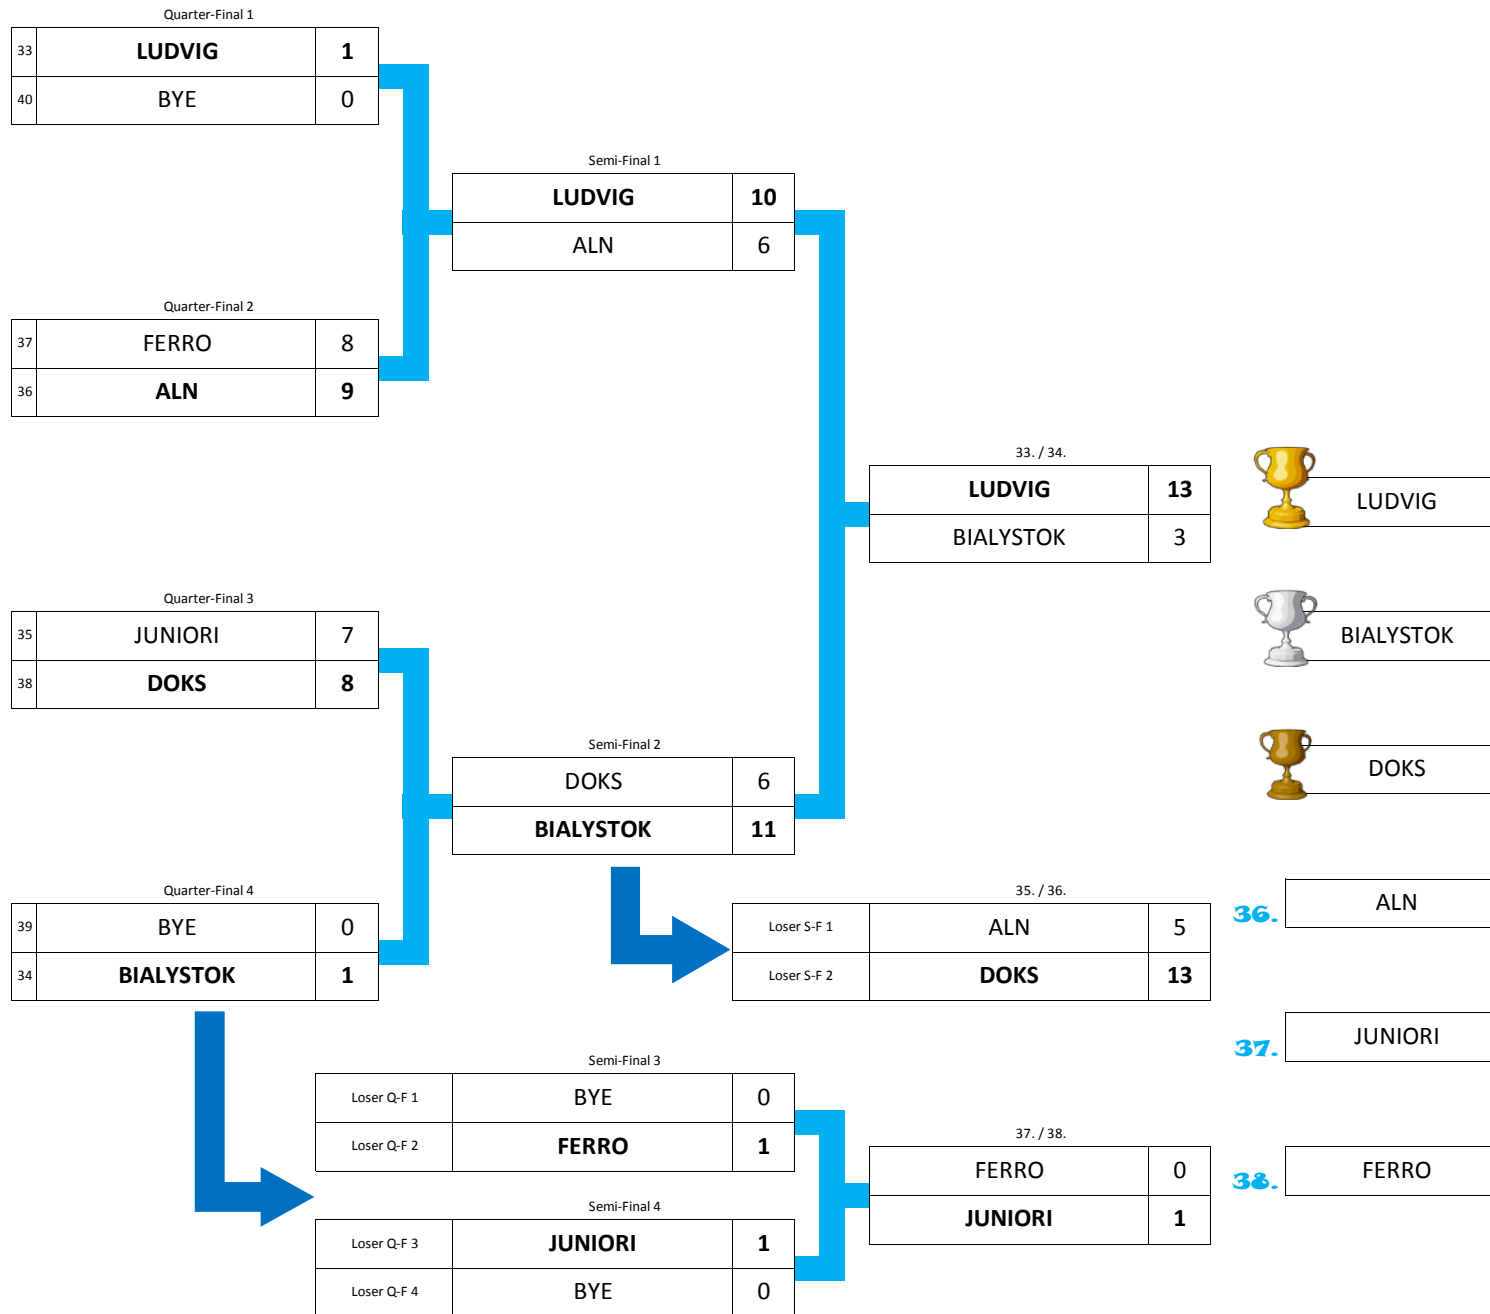 Quarter-Final 1
33 LUDVIG 1
40 BYE 0
Semi-Final 1
LUDVIG 10
ALN 6
Quarter-Final 2
37 FERRO 8
36 ALN 9
33. / 34.
LUDVIG 13
BIALYSTOK 3
LUDVIG
BIALYSTOK
DOKS
Quarter-Final 3
35 JUNIORI 7
38 DOKS 8
Semi-Final 2
DOKS 6
BIALYSTOK 11
Quarter-Final 4
39 BYE 0
34 BIALYSTOK 1
35. / 36.
Loser S-F 1 ALN 5
Loser S-F 2 DOKS 13
36. ALN
37. JUNIORI
38. FERRO
Semi-Final 3
Loser Q-F 1 BYE 0
Loser Q-F 2 FERRO 1
37. / 38.
FERRO 0
JUNIORI 1
Semi-Final 4
Loser Q-F 3 JUNIORI 1
Loser Q-F 4 BYE 0